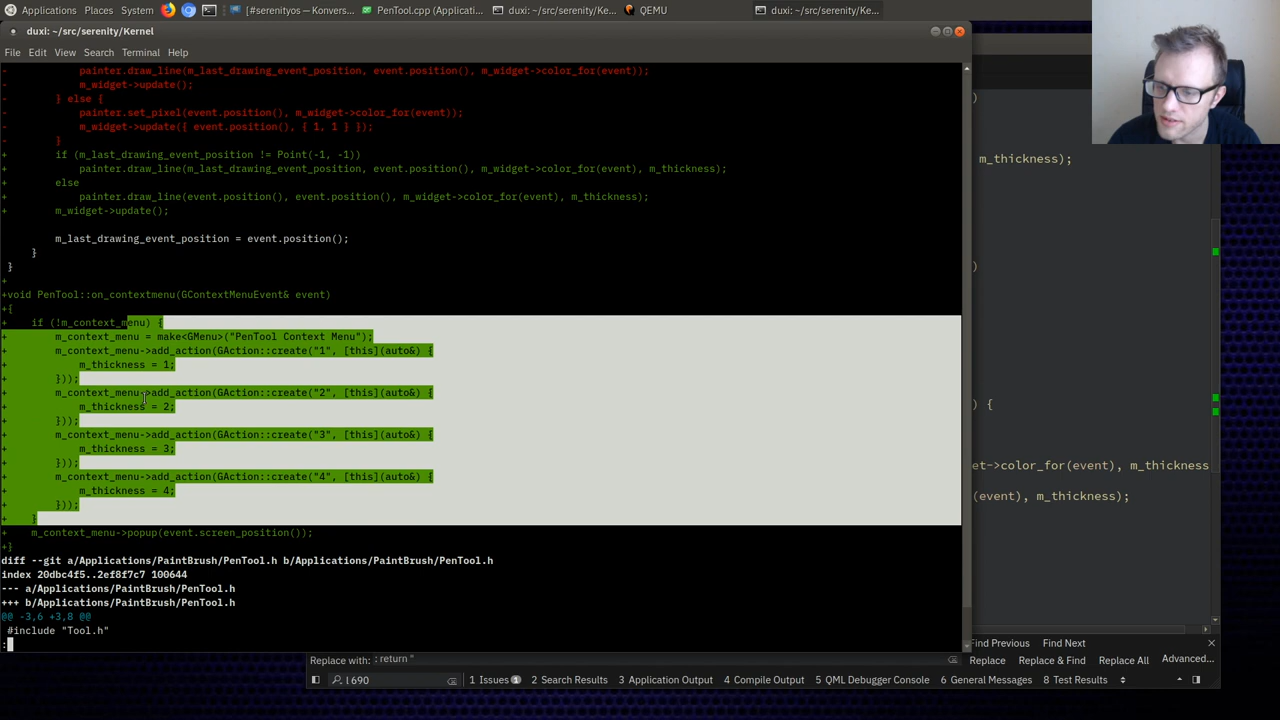 Applications Places System [#serenityos — Konvers... PenTool.cpp (Applicati... duxi: ~/src/serenity/Ke... QEMU duxi: ~/src/serenity/Ke...
duxi: ~/src/serenity/Kernel
File Edit View Search Terminal Help
- painter.draw_line(m_last_drawing_event_position, event.position(), m_widget->color_for(event));
- m_widget->update();
- } else {
- painter.set_pixel(event.position(), m_widget->color_for(event));
- m_widget->update({ event.position(), { 1, 1 } });
- }
+ if (m_last_drawing_event_position != Point(-1, -1))
+ painter.draw_line(m_last_drawing_event_position, event.position(), m_widget->color_for(event), m_thickness);
+ else
+ painter.draw_line(event.position(), event.position(), m_widget->color_for(event), m_thickness);
+ m_widget->update();
m_last_drawing_event_position = event.position();
}
}
+
+void PenTool::on_contextmenu(GContextMenuEvent& event)
+{
+ if (!m_context_menu) {
+ m_context_menu = make<GMenu>("PenTool Context Menu");
+ m_context_menu->add_action(GAction::create("1", [this](auto&) {
+ m_thickness = 1;
+ }));
+ m_context_menu->add_action(GAction::create("2", [this](auto&) {
+ m_thickness = 2;
+ }));
+ m_context_menu->add_action(GAction::create("3", [this](auto&) {
+ m_thickness = 3;
+ }));
+ m_context_menu->add_action(GAction::create("4", [this](auto&) {
+ m_thickness = 4;
+ }));
+ }
+ m_context_menu->popup(event.screen_position());
+}
diff --git a/Applications/PaintBrush/PenTool.h b/Applications/PaintBrush/PenTool.h
index 20dbc4f5..2ef8f7c7 100644
--- a/Applications/PaintBrush/PenTool.h
+++ b/Applications/PaintBrush/PenTool.h
@@ -3,6 +3,8 @@
#include "Tool.h"
:
)
m_thickness);
)
) {
get->color_for(event), m_thickness
(event), m_thickness);
Find Previous Find Next
Replace with: :return" Replace Replace & Find Replace All Advanced...
l 690 1 Issues 1 2 Search Results 3 Application Output 4 Compile Output 5 QML Debugger Console 6 General Messages 8 Test Results